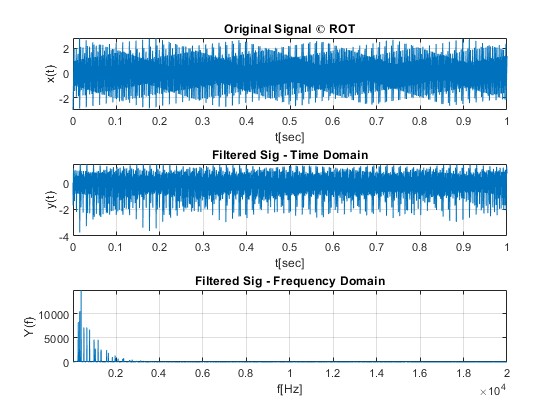 Original Signal © ROT
2
0
-2
x(t)
0 0.1 0.2 0.3 0.4 0.5 0.6 0.7 0.8 0.9 1
t[sec]
Filtered Sig - Time Domain
0
-2
-4
y(t)
0 0.1 0.2 0.3 0.4 0.5 0.6 0.7 0.8 0.9 1
t[sec]
Filtered Sig - Frequency Domain
10000
5000
0
Y(f)
0.2 0.4 0.6 0.8 1 1.2 1.4 1.6 1.8 2
f[Hz]
×10⁴